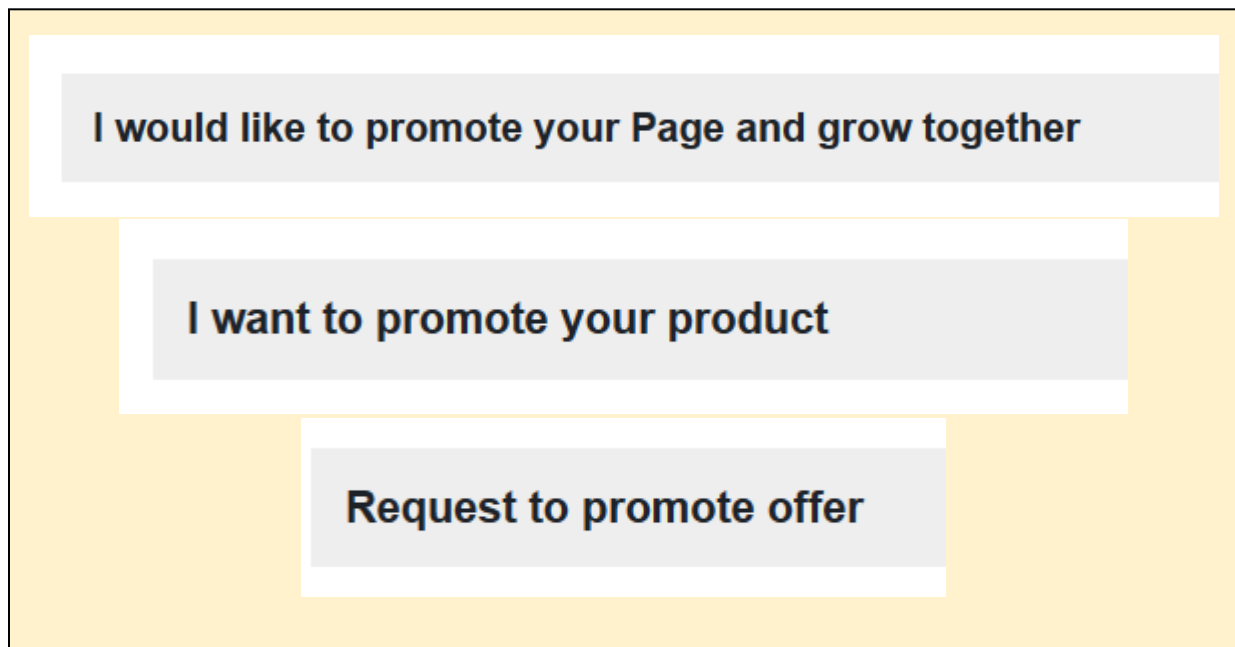 I would like to promote your Page and grow together
I want to promote your product
Request to promote offer